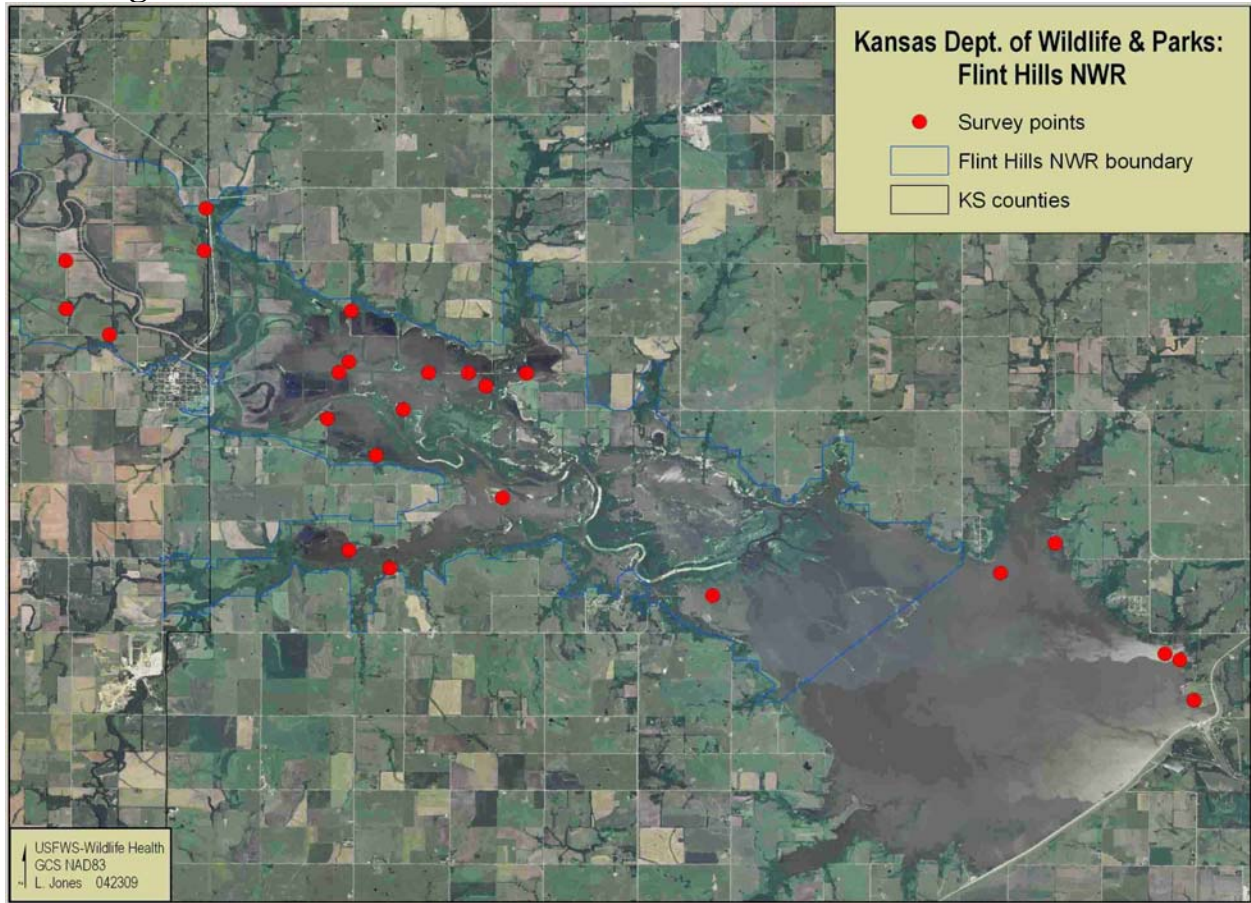 Kansas Dept. of Wildlife & Parks:
Flint Hills NWR
Survey points
Flint Hills NWR boundary
KS counties
USFWS-Wildlife Health
GCS NAD83
L. Jones 042309